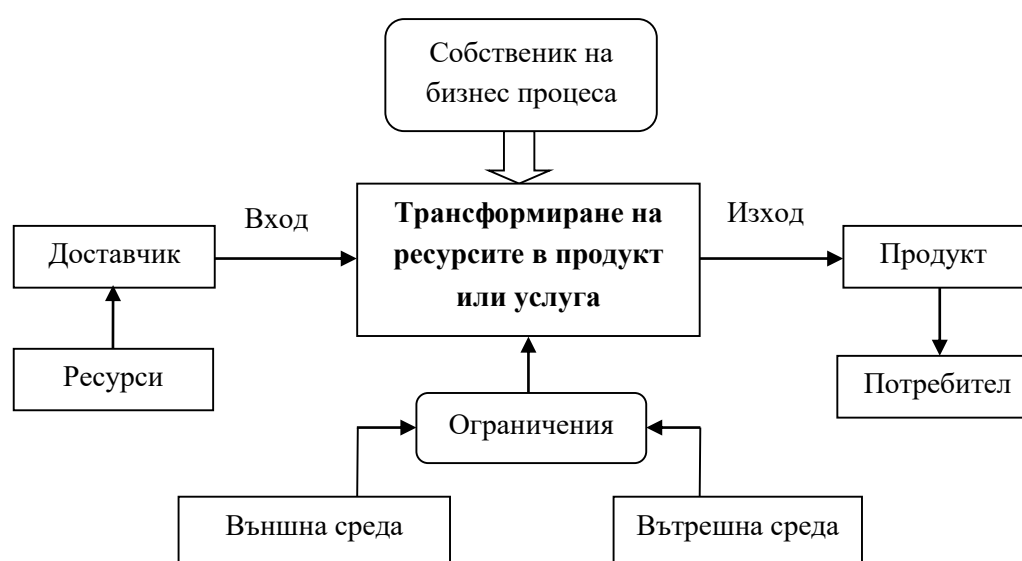 Собственик на
бизнес процеса
Вход
Трансформиране на
ресурсите в продукт
или услуга
Изход
Доставчик
Продукт
Ресурси
Потребител
Ограничения
Външна среда
Вътрешна среда